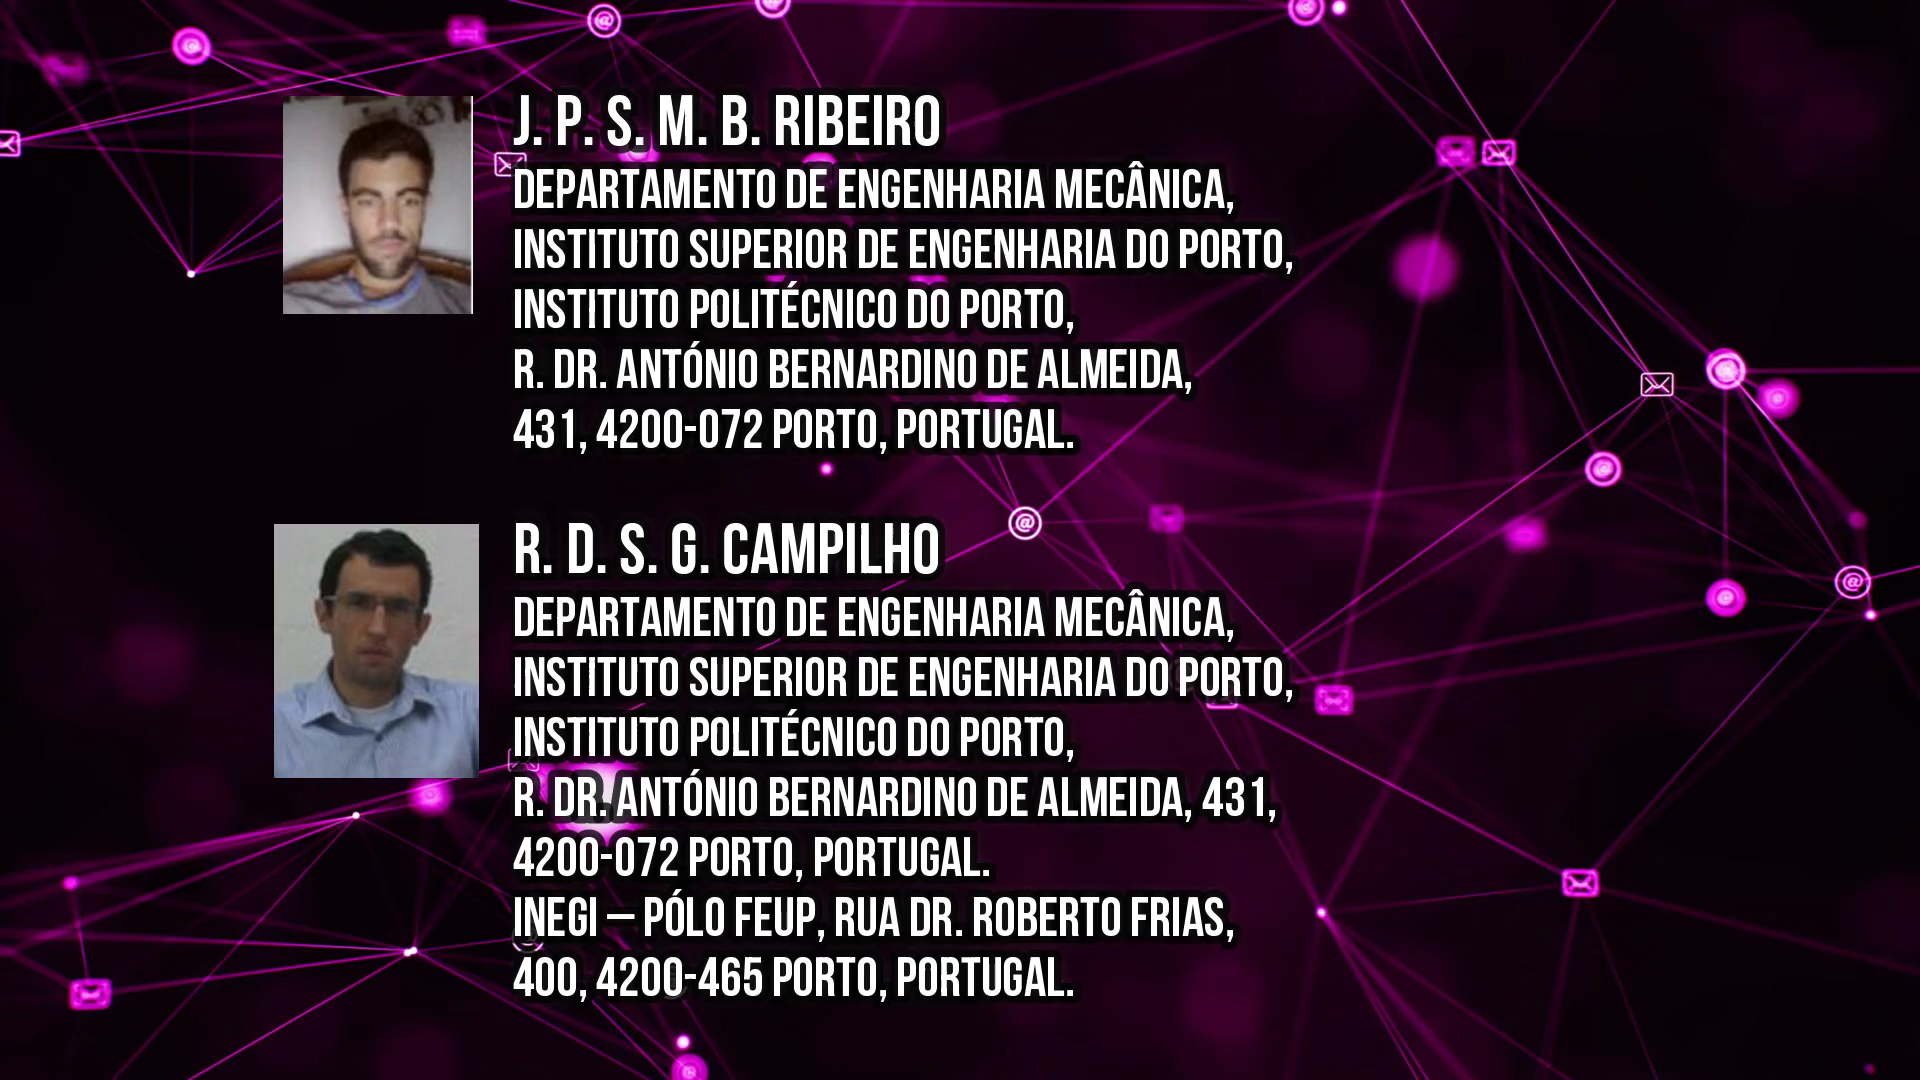 J. P. S. M. B. RIBEIRO
DEPARTAMENTO DE ENGENHARIA MECÂNICA,
INSTITUTO SUPERIOR DE ENGENHARIA DO PORTO,
INSTITUTO POLITÉCNICO DO PORTO,
R. DR. ANTÓNIO BERNARDINO DE ALMEIDA,
431, 4200-072 PORTO, PORTUGAL.
R. D. S. G. CAMPILHO
DEPARTAMENTO DE ENGENHARIA MECÂNICA,
INSTITUTO SUPERIOR DE ENGENHARIA DO PORTO,
INSTITUTO POLITÉCNICO DO PORTO,
R. DR. ANTÓNIO BERNARDINO DE ALMEIDA, 431,
4200-072 PORTO, PORTUGAL.
INEGI – PÓLO FEUP, RUA DR. ROBERTO FRIAS,
400, 4200-465 PORTO, PORTUGAL.